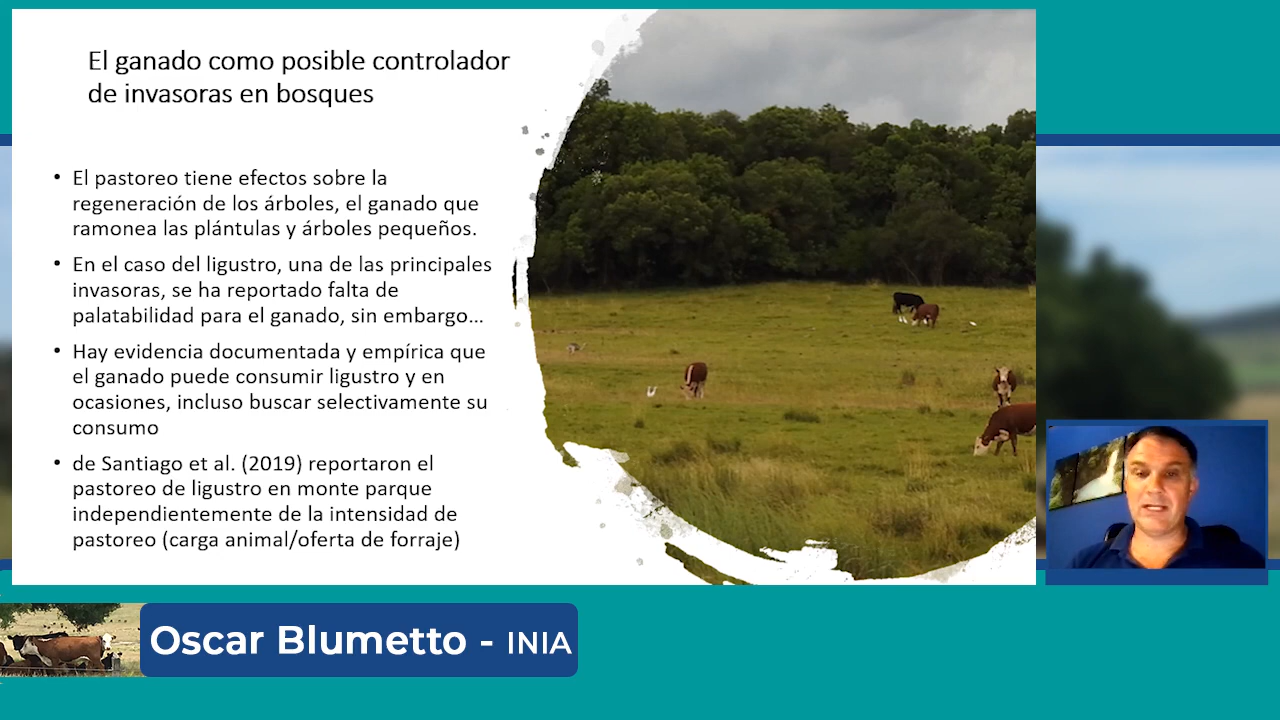 El ganado como posible controlador
de invasoras en bosques
• El pastoreo tiene efectos sobre la
regeneración de los árboles, el ganado que
ramonea las plántulas y árboles pequeños.
• En el caso del ligustro, una de las principales
invasoras, se ha reportado falta de
palatabilidad para el ganado, sin embargo...
• Hay evidencia documentada y empírica que
el ganado puede consumir ligustro y en
ocasiones, incluso buscar selectivamente su
consumo
• de Santiago et al. (2019) reportaron el
pastoreo de ligustro en monte parque
independientemente de la intensidad de
pastoreo (carga animal/oferta de forraje)
Oscar Blumetto - INIA